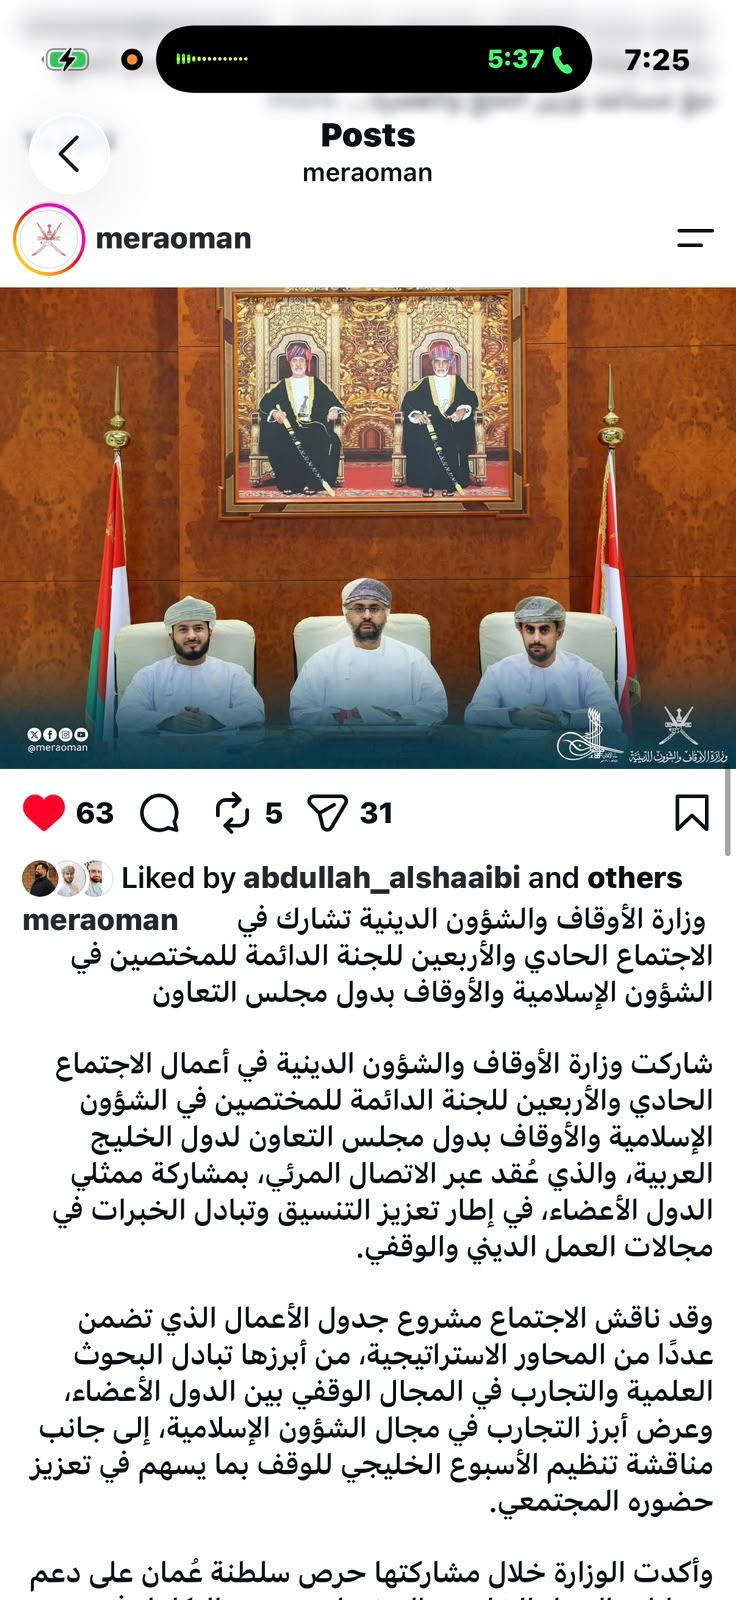 5:37
7:25
Posts
meraoman
meraoman
@meraoman
وزارة الأوقاف والشؤون الدينية
63
5
31
Liked by abdullah_alshaaibi and others
meraoman وزارة الأوقاف والشؤون الدينية تشارك في
الاجتماع الحادي والأربعين للجنة الدائمة للمختصين في
الشؤون الإسلامية والأوقاف بدول مجلس التعاون
شاركت وزارة الأوقاف والشؤون الدينية في أعمال الاجتماع
الحادي والأربعين للجنة الدائمة للمختصين في الشؤون
الإسلامية والأوقاف بدول مجلس التعاون لدول الخليج
العربية، والذي عُقد عبر الاتصال المرئي، بمشاركة ممثلي
الدول الأعضاء، في إطار تعزيز التنسيق وتبادل الخبرات في
مجالات العمل الديني والوقفي.
وقد ناقش الاجتماع مشروع جدول الأعمال الذي تضمن
عددًا من المحاور الاستراتيجية، من أبرزها تبادل البحوث
العلمية والتجارب في المجال الوقفي بين الدول الأعضاء،
وعرض أبرز التجارب في مجال الشؤون الإسلامية، إلى جانب
مناقشة تنظيم الأسبوع الخليجي للوقف بما يسهم في تعزيز
حضوره المجتمعي.
وأكدت الوزارة خلال مشاركتها حرص سلطنة عُمان على دعم